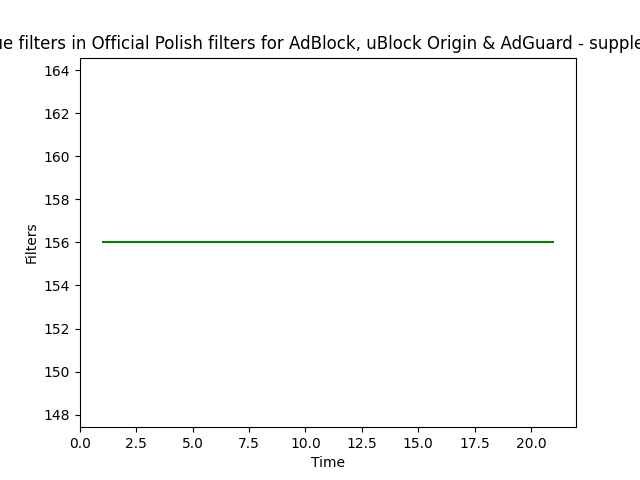 filters in Official Polish filters for AdBlock, uBlock Origin & AdGuard -
164
162
160
158
156
154
152
150
148
Filters
0.0 2.5 5.0 7.5 10.0 12.5 15.0 17.5 20.0
Time